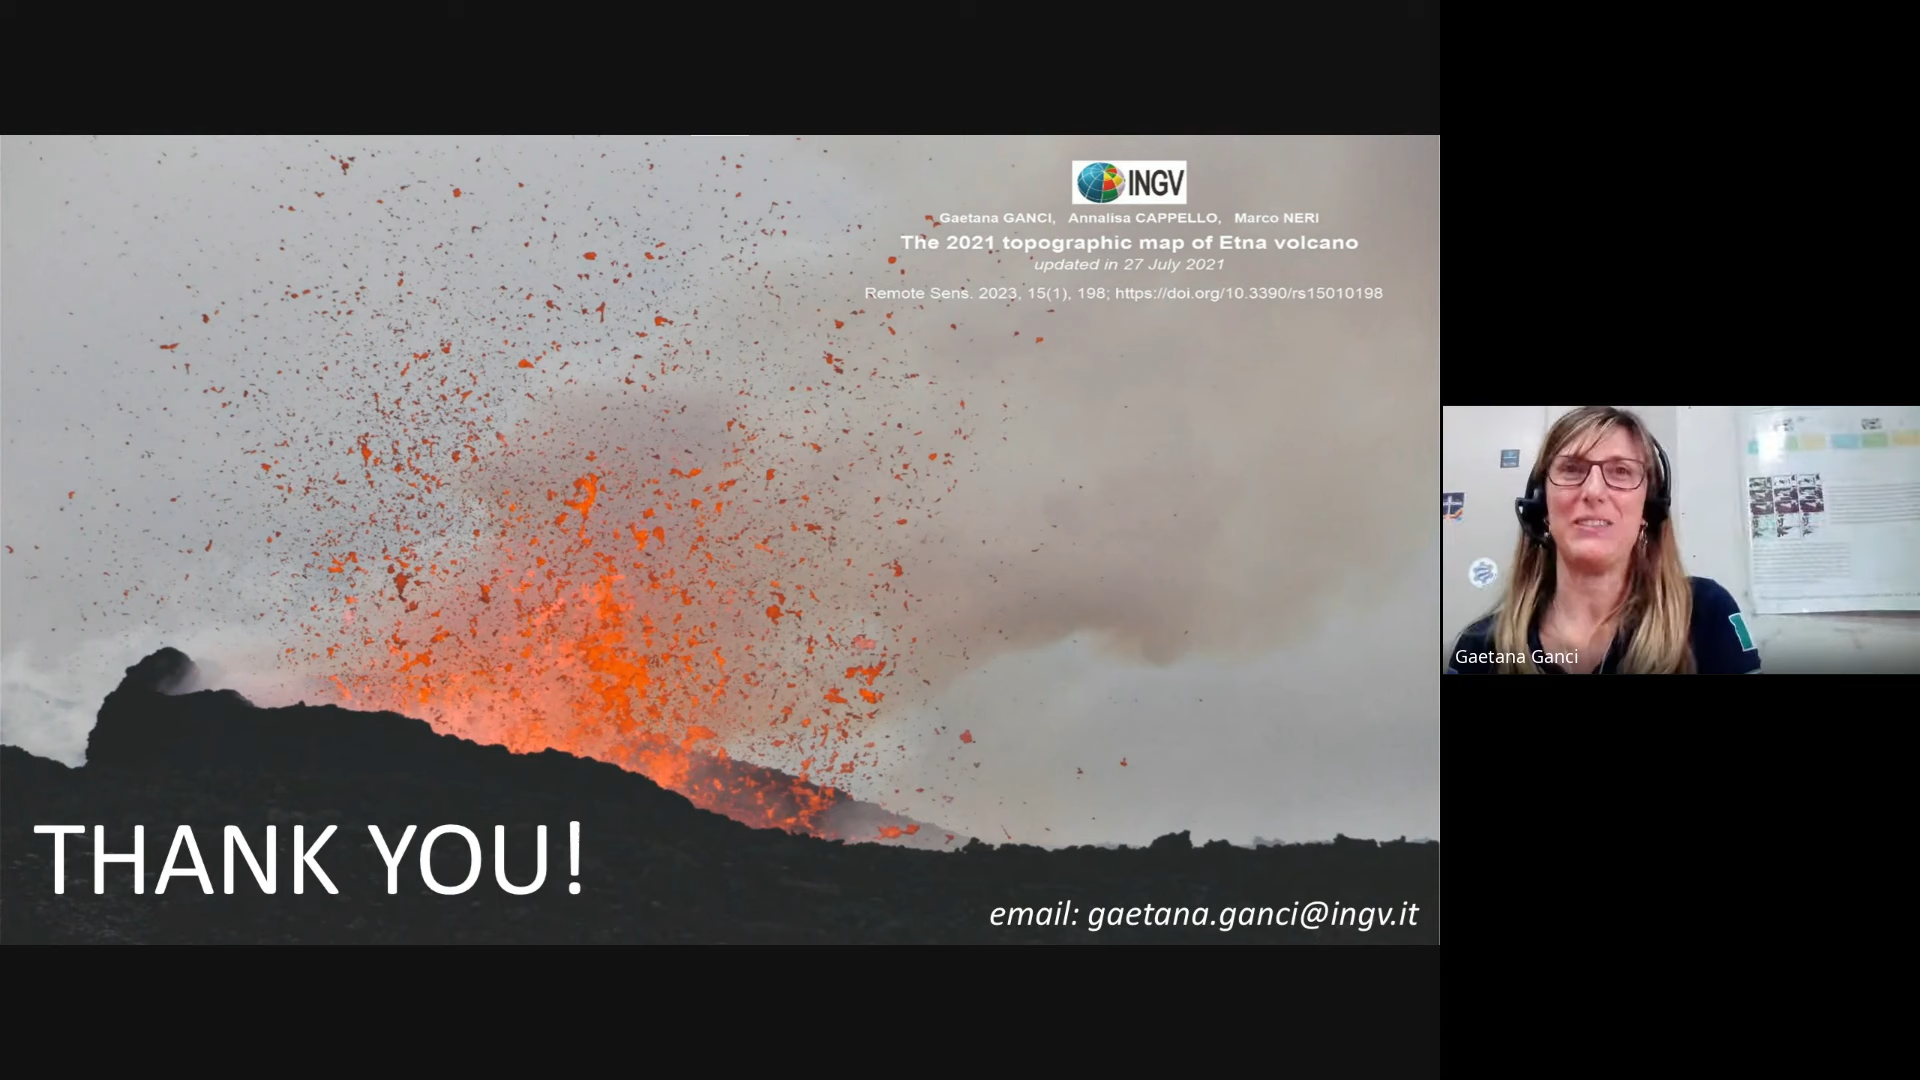 INGV
Gaetana GANCI, Annalisa CAPPELLO, Marco NERI
The 2021 topographic map of Etna volcano
updated in 27 July 2021
Remote Sens. 2023, 15(1), 198; https://doi.org/10.3390/rs15010198
Gaetana Ganci
THANK YOU!
email: gaetana.ganci@ingv.it